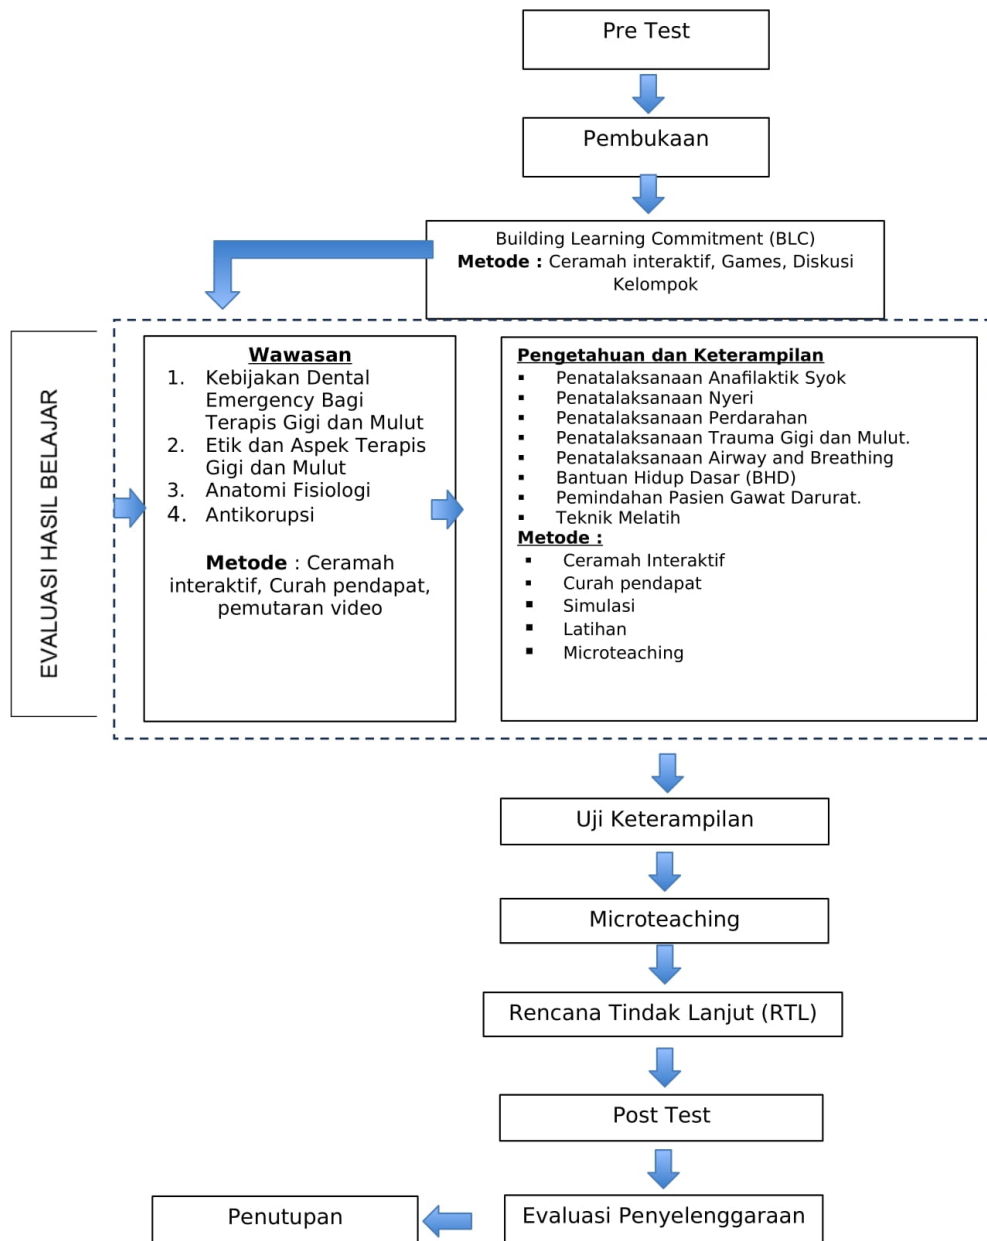 Pre Test
Pembukaan
Building Learning Commitment (BLC)
Metode : Ceramah interaktif, Games, Diskusi
Kelompok
EVALUASI HASIL BELAJAR
Wawasan
1. Kebijakan Dental
Emergency Bagi
Terapis Gigi dan Mulut
2. Etik dan Aspek Terapis
Gigi dan Mulut
3. Anatomi Fisiologi
4. Antikorupsi
Metode : Ceramah
interaktif, Curah pendapat,
pemutaran video
Pengetahuan dan Keterampilan
▪ Penatalaksanaan Anafilaktik Syok
▪ Penatalaksanaan Nyeri
▪ Penatalaksanaan Perdarahan
▪ Penatalaksanaan Trauma Gigi dan Mulut.
▪ Penatalaksanaan Airway and Breathing
▪ Bantuan Hidup Dasar (BHD)
▪ Pemindahan Pasien Gawat Darurat.
▪ Teknik Melatih
Metode :
▪ Ceramah Interaktif
▪ Curah pendapat
▪ Simulasi
▪ Latihan
▪ Microteaching
Uji Keterampilan
Microteaching
Rencana Tindak Lanjut (RTL)
Post Test
Evaluasi Penyelenggaraan
Penutupan